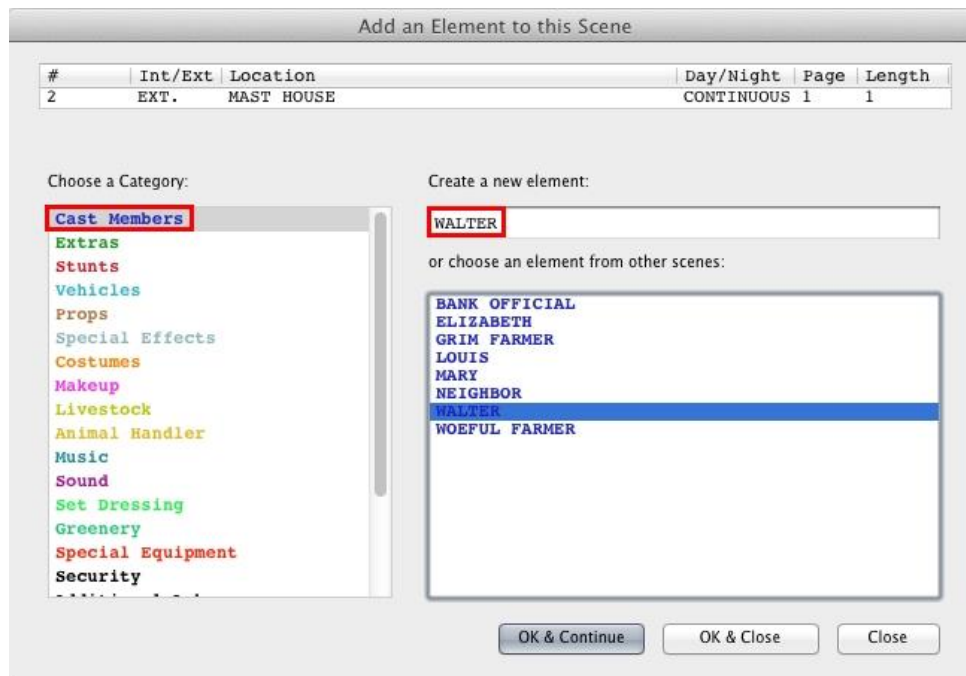 Add an Element to this Scene
# Int/Ext Location Day/Night Page Length
2 EXT. MAST HOUSE CONTINUOUS 1 1
Choose a Category:
Cast Members
Extras
Stunts
Vehicles
Props
Special Effects
Costumes
Makeup
Livestock
Animal Handler
Music
Sound
Set Dressing
Greenery
Special Equipment
Security
Create a new element:
WALTER
or choose an element from other scenes:
BANK OFFICIAL
ELIZABETH
GRIM FARMER
LOUIS
MARY
NEIGHBOR
WALTER
WOEFUL FARMER
OK & Continue OK & Close Close